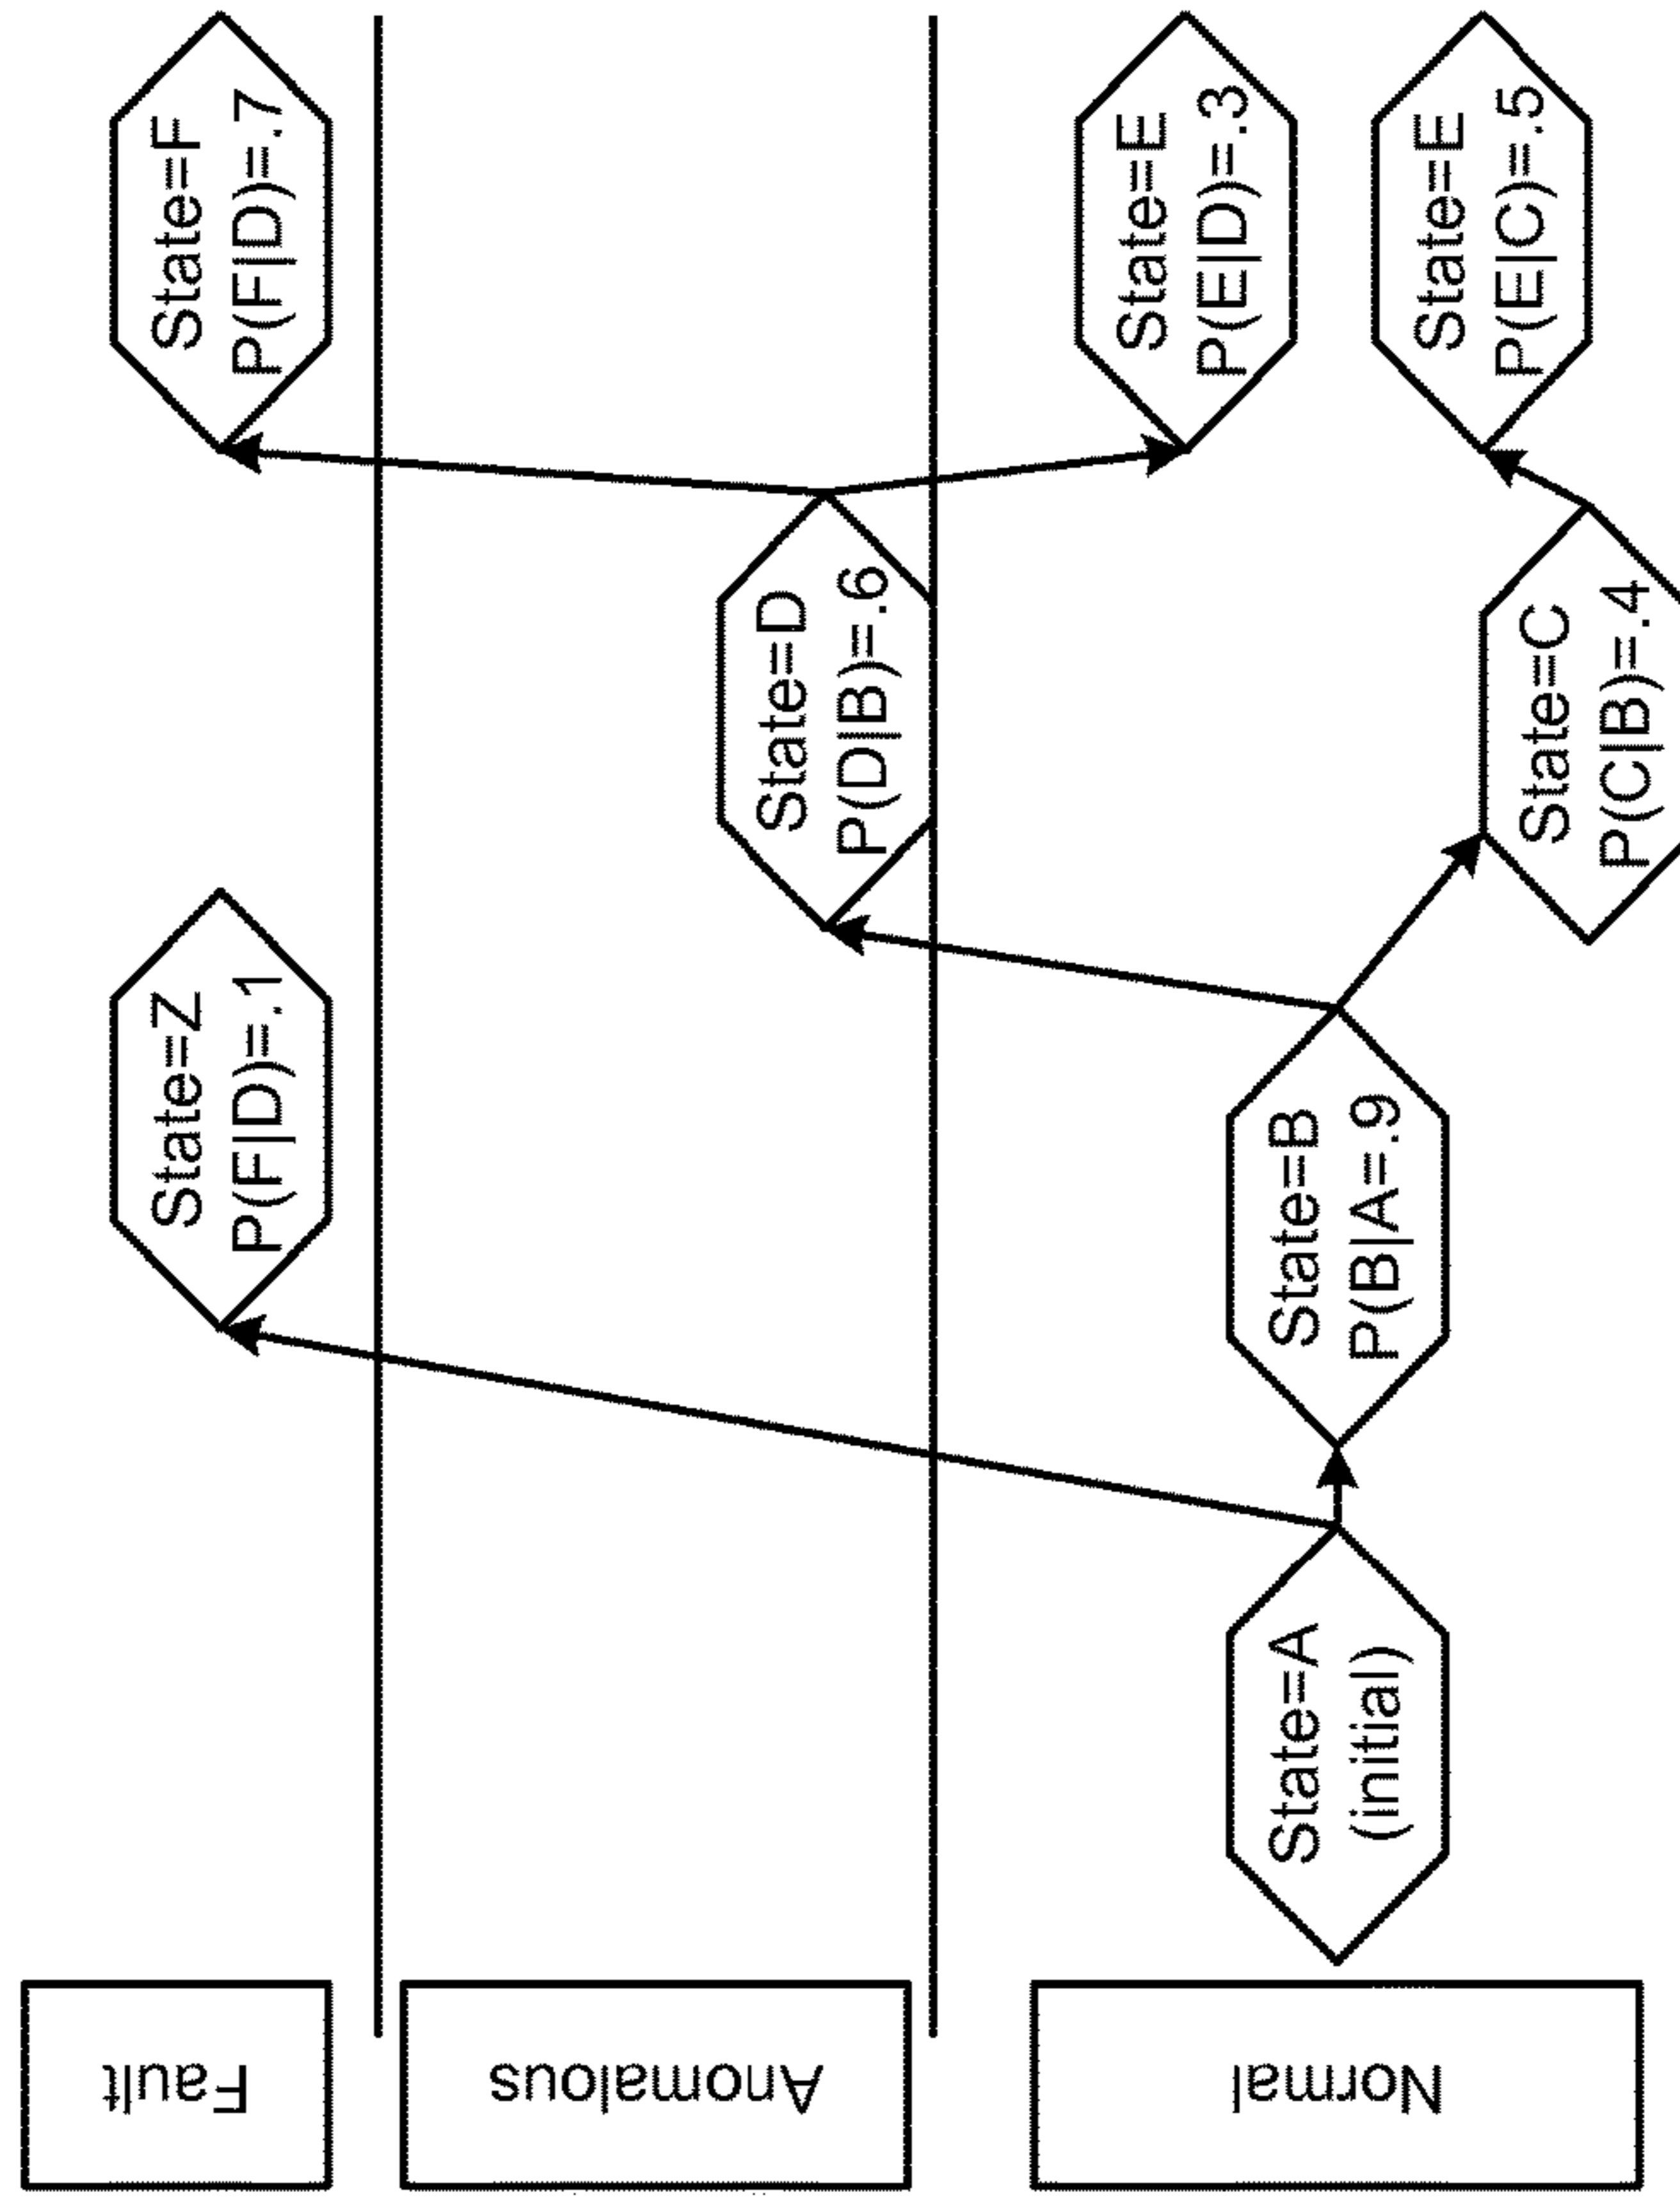 Fault
State=Z
P(F|D)=.1
State=F
P(F|D)=.7
Anomalous
State=D
P(D|B)=.6
Normal
State=A
(initial)
State=B
P(B|A=.9
State=C
P(C|B)=.4
State=E
P(E|D)=.3
State=E
P(E|C)=.5